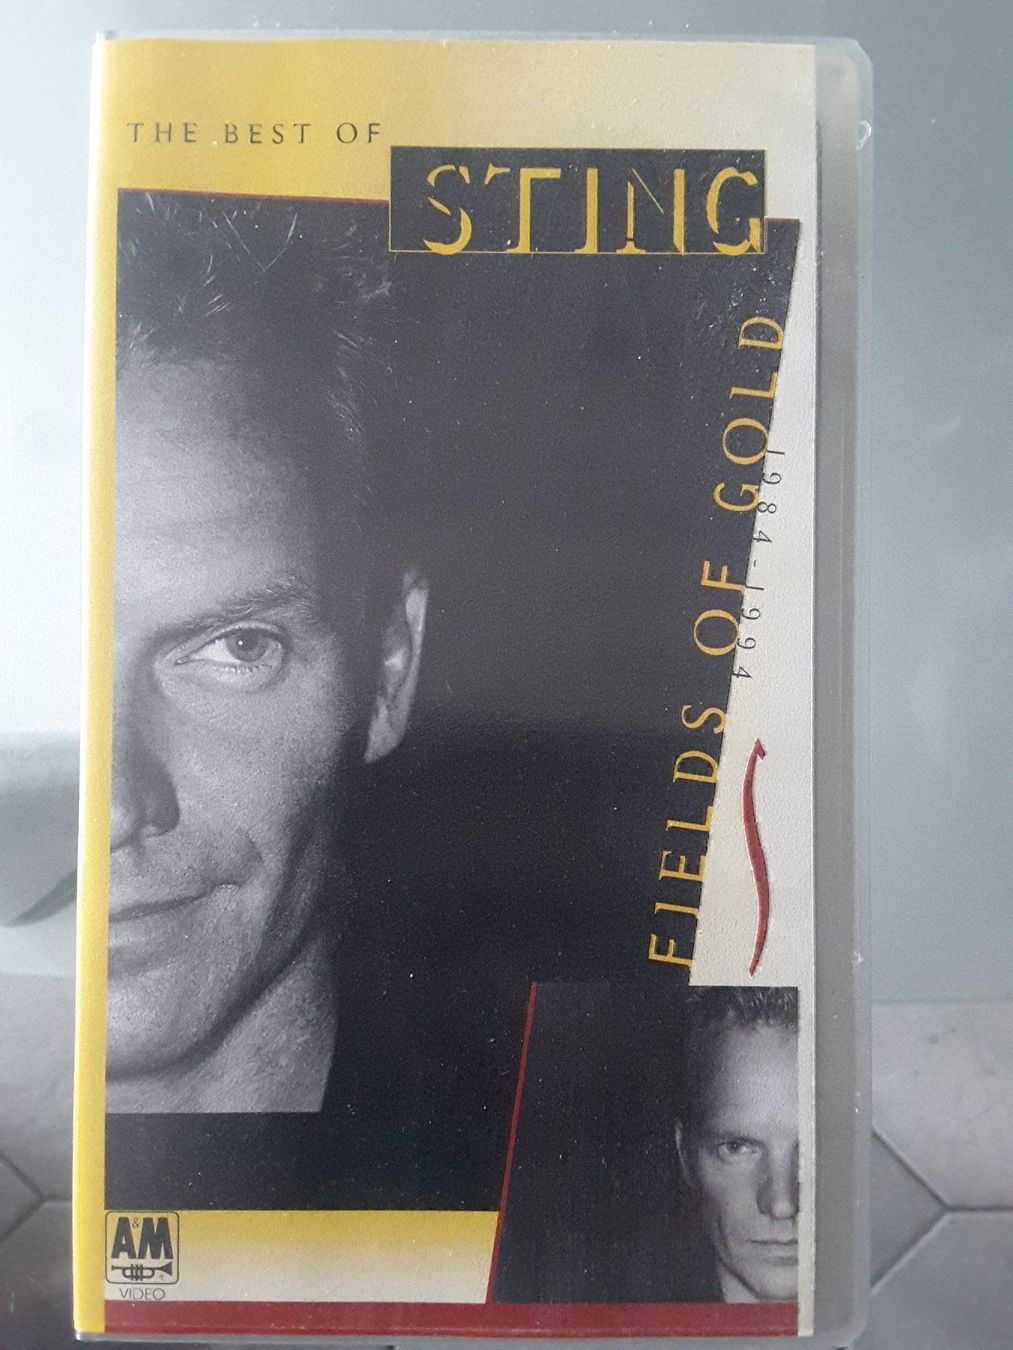 THE BEST OF
STING
FIELDS OF GOLD
1984-1994
A&M
VIDEO